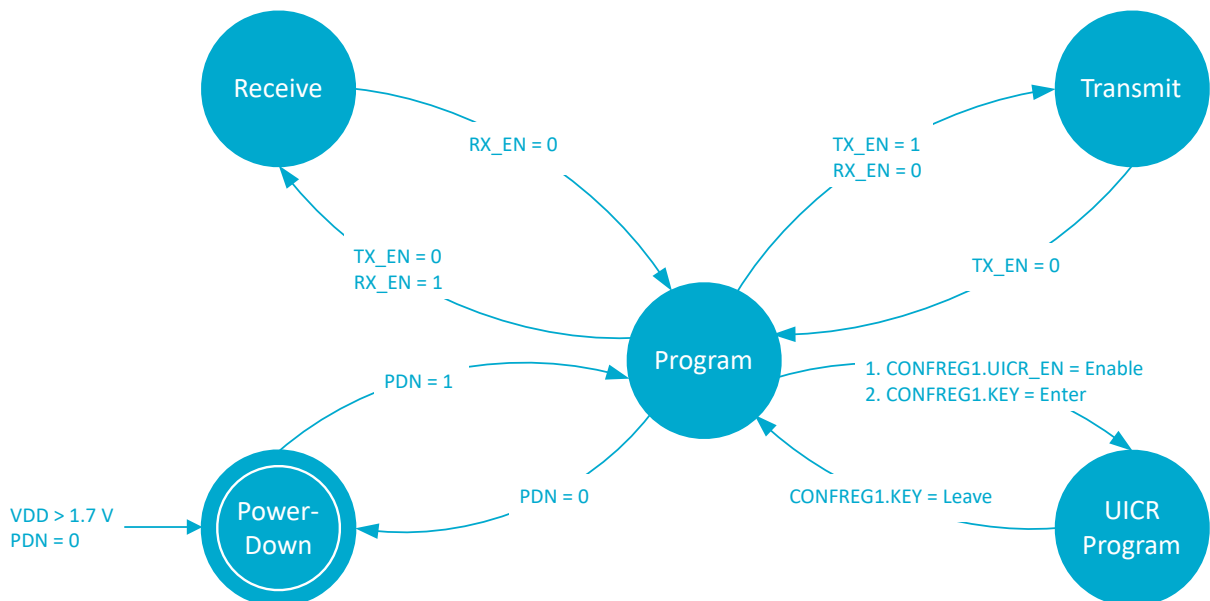 Receive
Transmit
RX_EN = 0
TX_EN = 1
RX_EN = 0
TX_EN = 0
RX_EN = 1
TX_EN = 0
Program
1. CONFREG1.UICR_EN = Enable
2. CONFREG1.KEY = Enter
PDN = 1
PDN = 0
CONFREG1.KEY = Leave
VDD > 1.7 V
PDN = 0
Power-
Down
UICR
Program